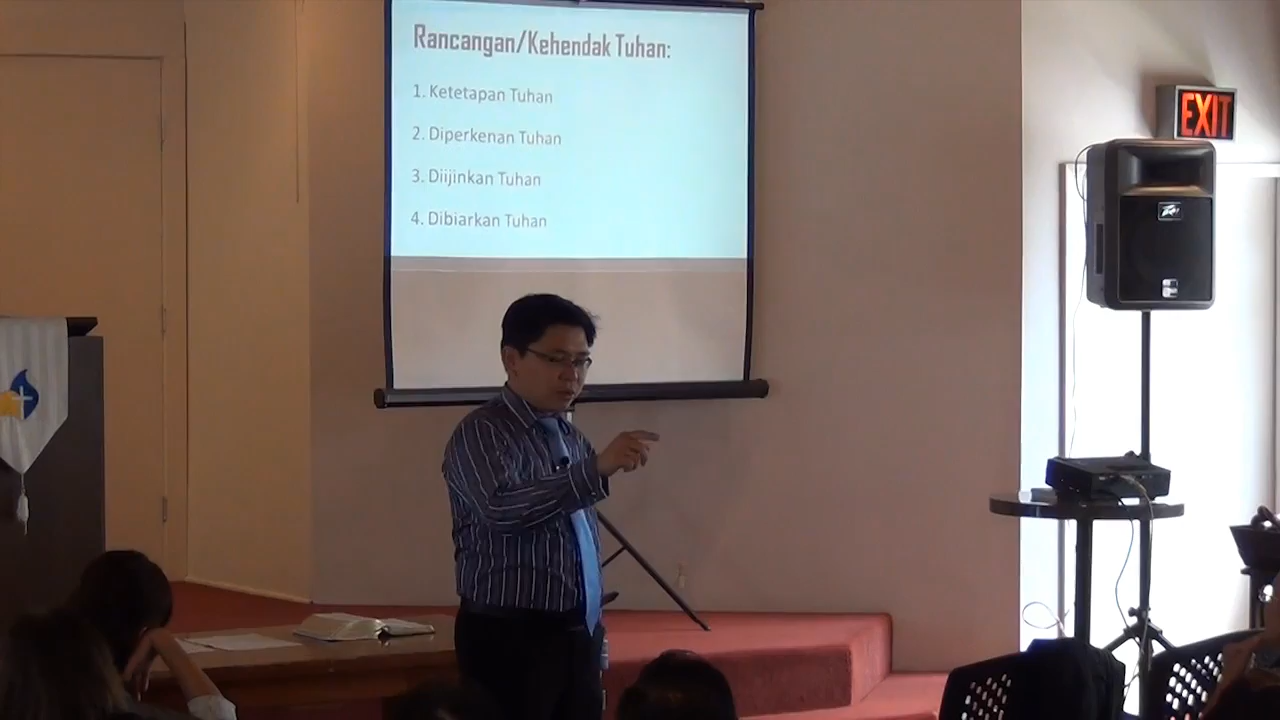 Rancangan/Kehendak Tuhan:
1. Ketetapan Tuhan
2. Diperkenan Tuhan
3. Diijinkan Tuhan
4. Dibiarkan Tuhan
EXIT